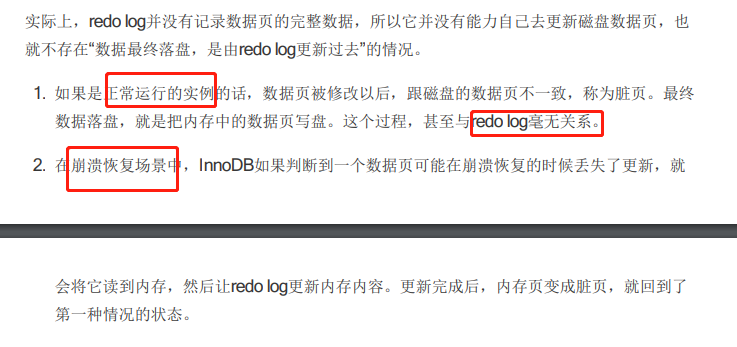 实际上，redo log并没有记录数据页的完整数据，所以它并没有能力自己去更新磁盘数据页，也
就不存在“数据最终落盘，是由redo log更新过去”的情况。
1. 如果是正常运行的实例的话，数据页被修改以后，跟磁盘的数据页不一致，称为脏页。最终
数据落盘，就是把内存中的数据页写盘。这个过程，甚至与redo log毫无关系。
2. 在崩溃恢复场景中，InnoDB如果判断到一个数据页可能在崩溃恢复的时候丢失了更新，就
会将它读到内存，然后让redo log更新内存内容。更新完成后，内存页变成脏页，就回到了
第一种情况的状态。